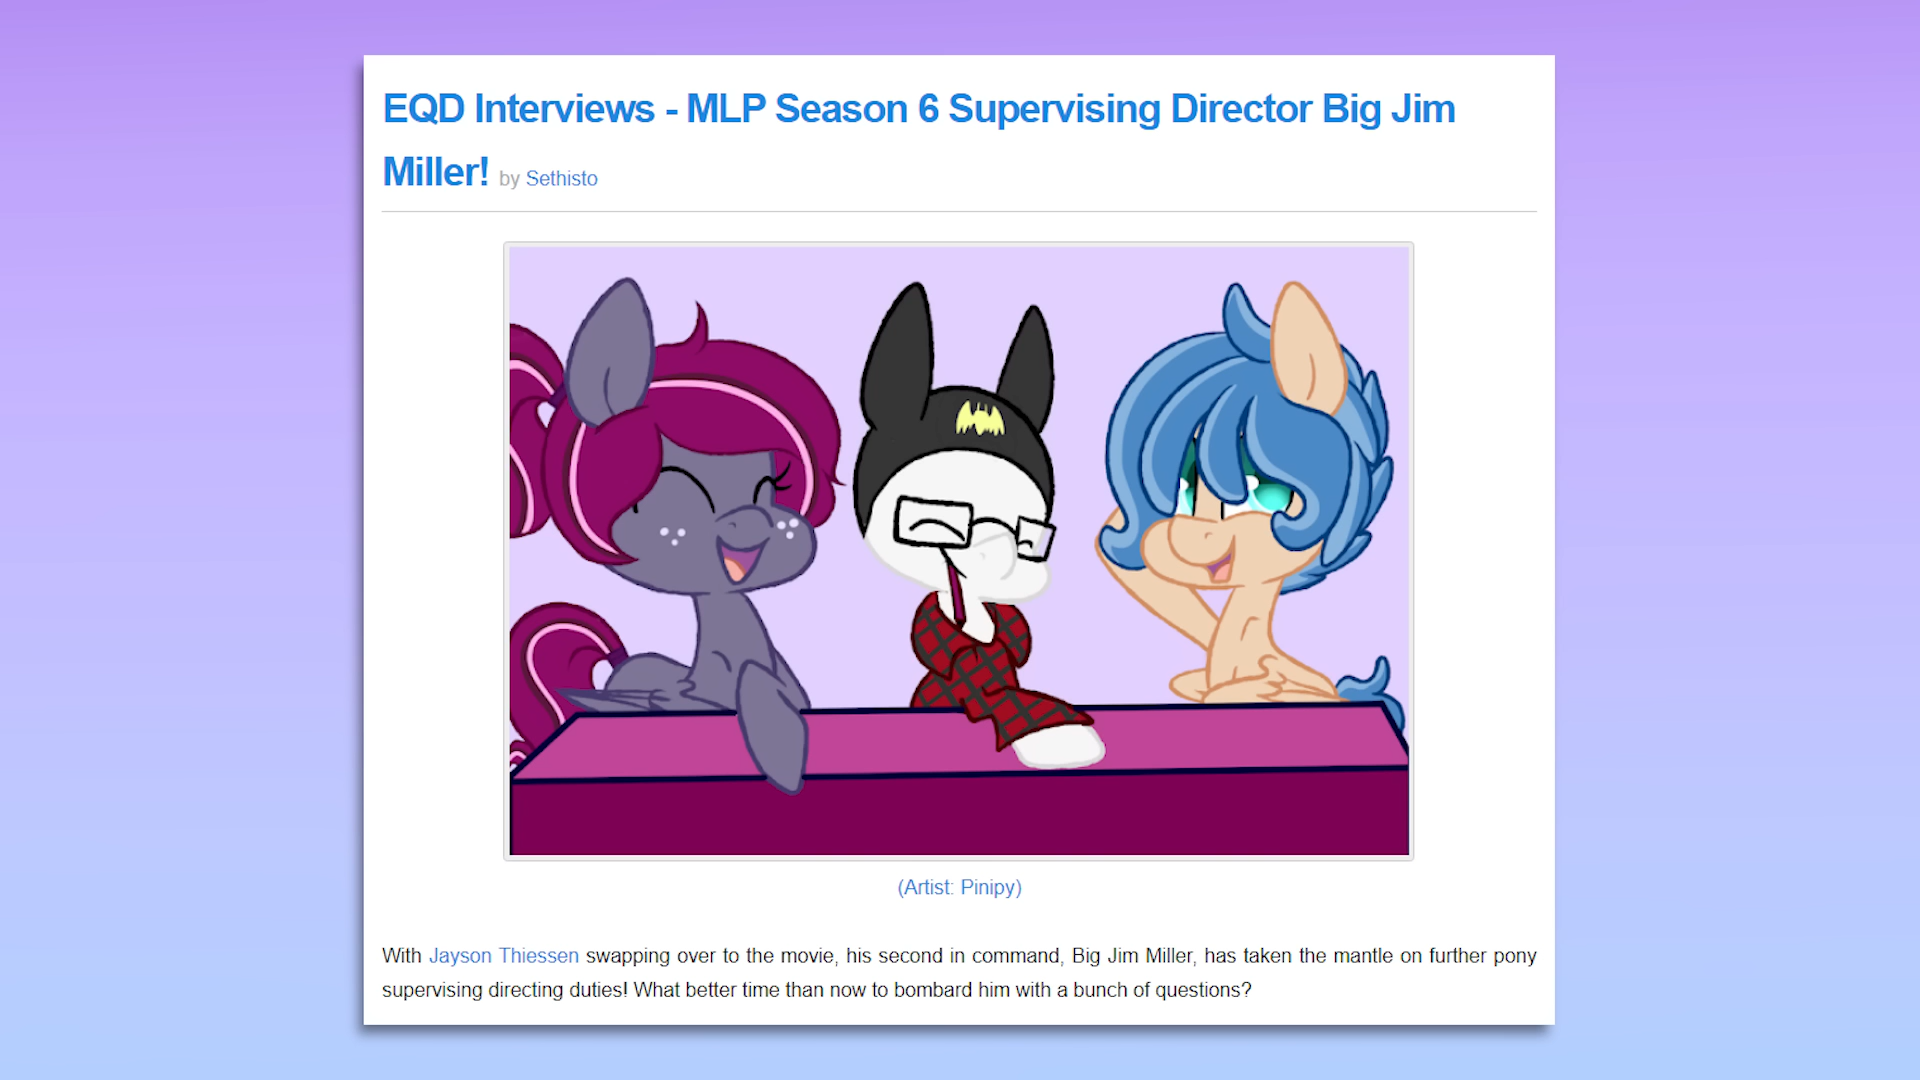 EQD Interviews - MLP Season 6 Supervising Director Big Jim
Miller! by Sethisto
(Artist: Pinipy)
With Jayson Thiessen swapping over to the movie, his second in command, Big Jim Miller, has taken the mantle on further pony
supervising directing duties! What better time than now to bombard him with a bunch of questions?